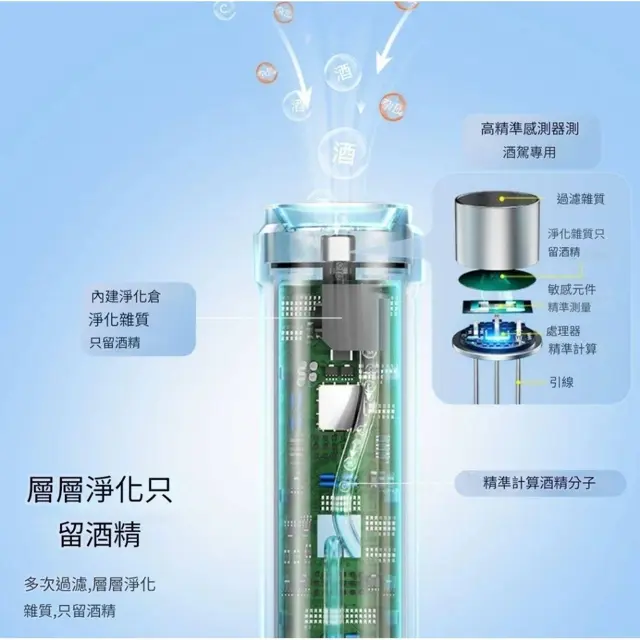 酒
酒
酒
高精準感測器測
酒駕專用
過濾雜質
淨化雜質只
留酒精
敏感元件
精準測量
處理器
精準計算
引線
內建淨化倉
淨化雜質
只留酒精
精準計算酒精分子
層層淨化只
留酒精
多次過濾,層層淨化
雜質,只留酒精